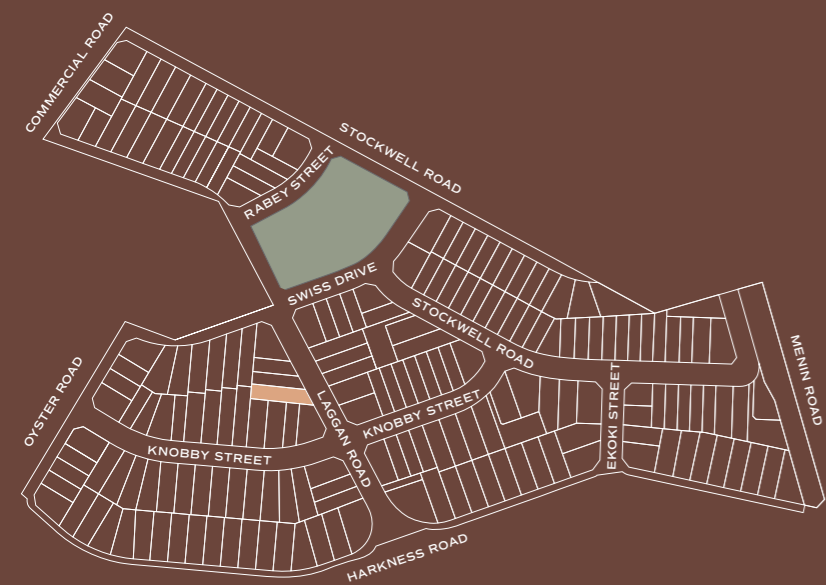 COMMERCIAL ROAD
STOCKWELL ROAD
RABEY STREET
SWISS DRIVE
STOCKWELL ROAD
MENIN ROAD
OYSTER ROAD
LAGGAN ROAD
KNOBBY STREET
EKOKI STREET
KNOBBY STREET
HARKNESS ROAD